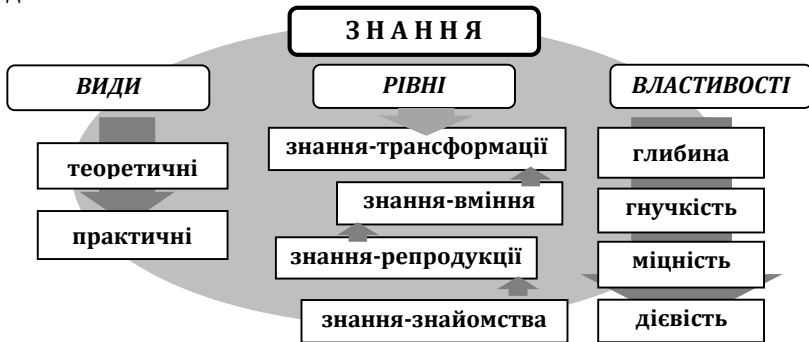 З Н А Н Н Я
ВИДИ
РІВНІ
ВЛАСТИВОСТІ
теоретичні
практичні
знання-трансформації
знання-вміння
знання-репродукції
знання-знайомства
глибина
гнучкість
міцність
дієвість